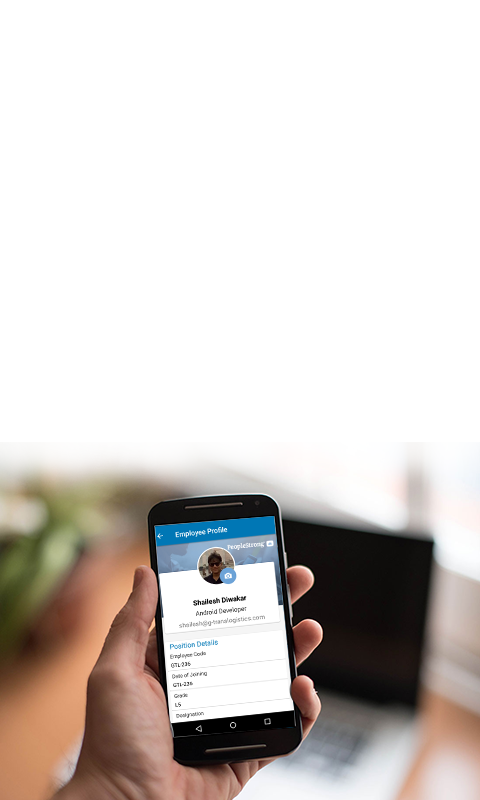 Employee Profile
PeopleStrong
Shailesh Diwakar
Android Developer
shailesh@g-translogistics.com
Position Details
Employee Code
GTL-236
Date of Joining
GTL-236
Grade
L5
Designation